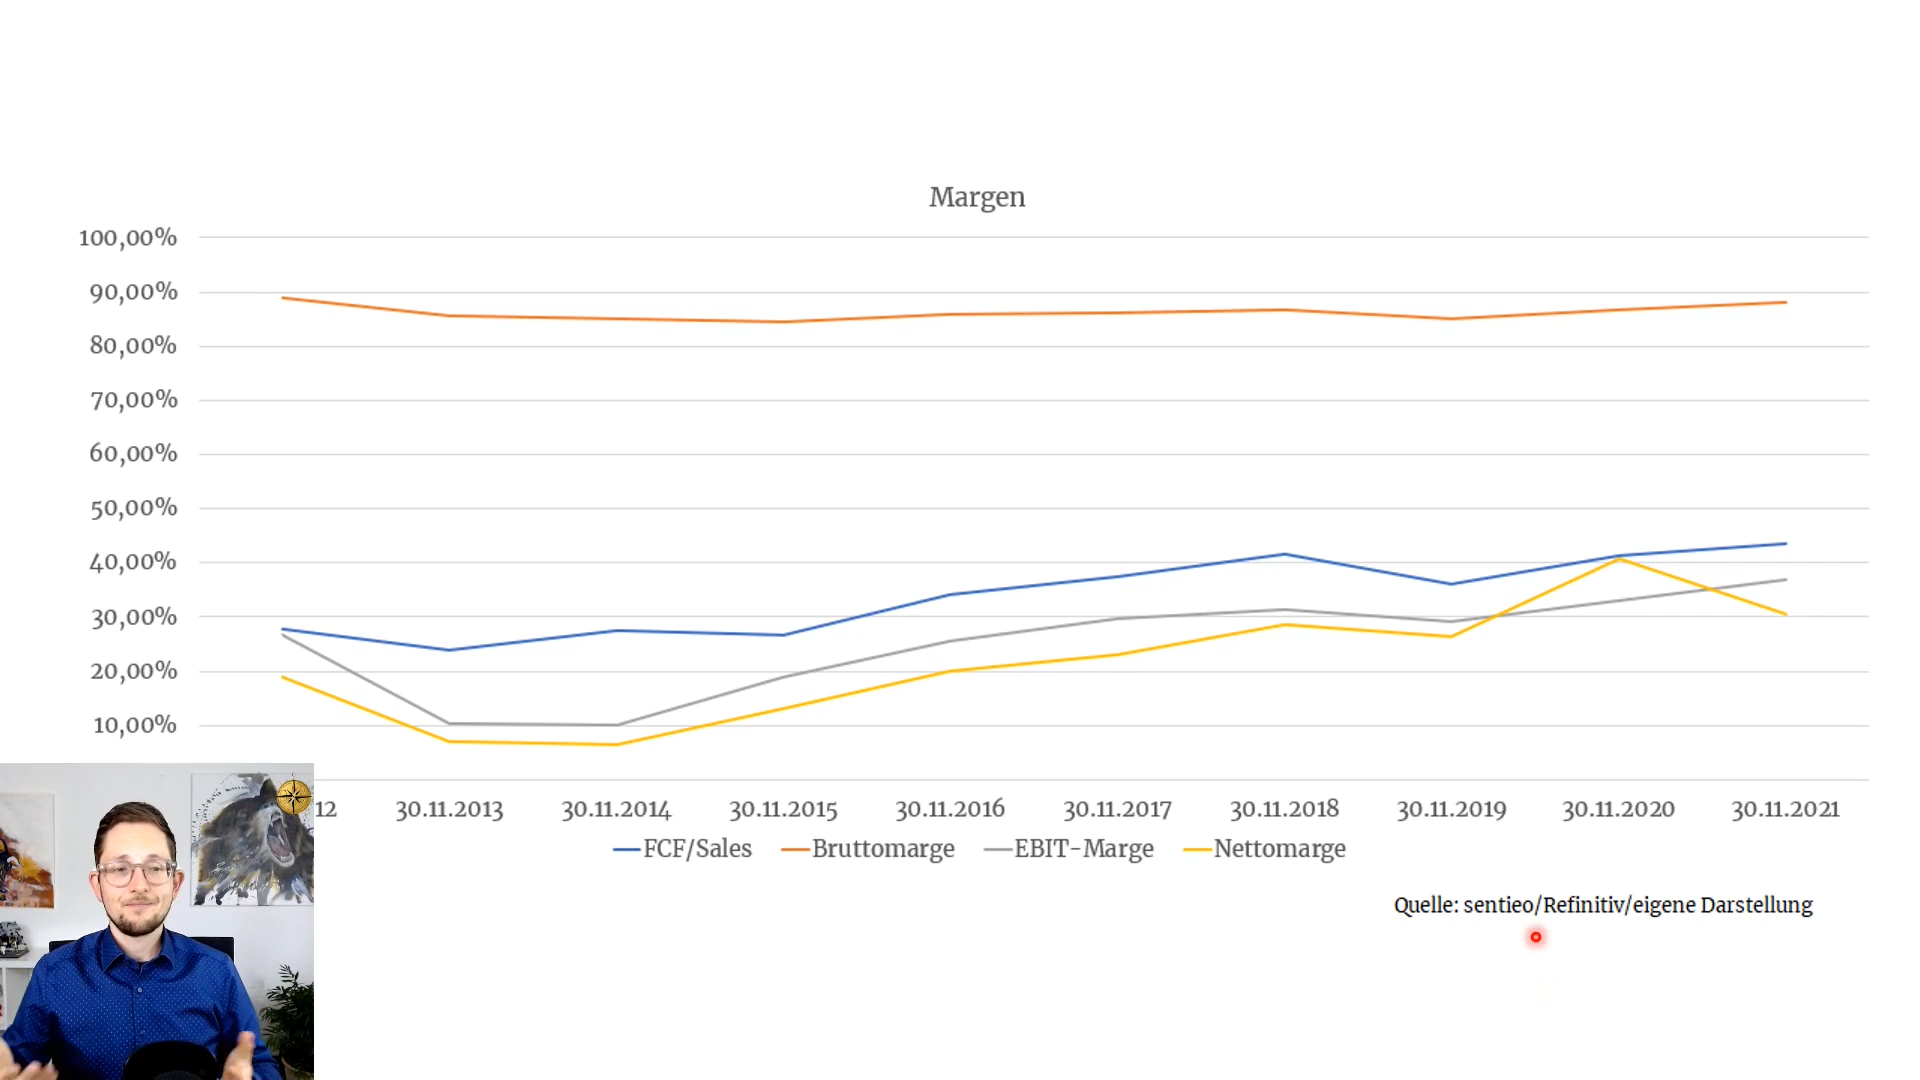 Margen
100,00%
90,00%
80,00%
70,00%
60,00%
50,00%
40,00%
30,00%
20,00%
10,00%
12 30.11.2013 30.11.2014 30.11.2015 30.11.2016 30.11.2017 30.11.2018 30.11.2019 30.11.2020 30.11.2021
FCF/Sales Bruttomarge EBIT-Marge Nettomarge
Quelle: sentieo/Refinitiv/eigene Darstellung